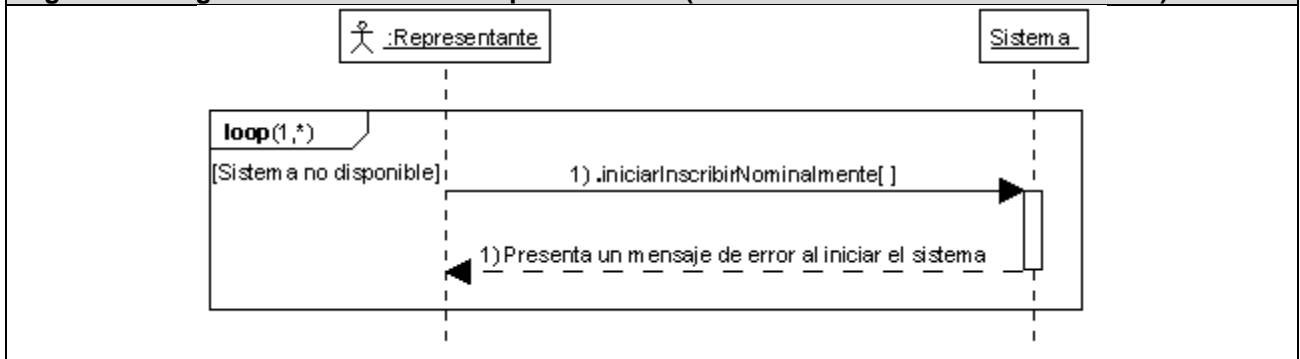 :Representante
Sistema
loop(1,*)
[Sistema no disponible]
1) .iniciarInscribirNominalmente[ ]
1)Presenta un mensaje de error al iniciar el sistema